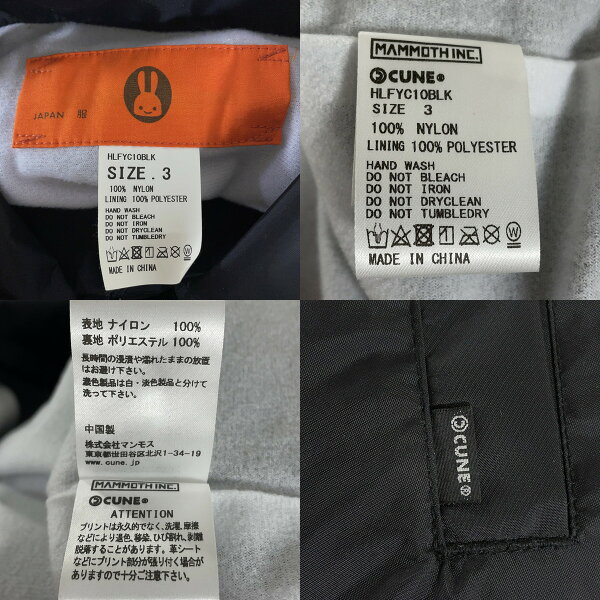 JAPAN 服
HLFYC10BLK
SIZE . 3
100% NYLON
LINING 100% POLYESTER
HAND WASH
DO NOT BLEACH
DO NOT IRON
DO NOT DRYCLEAN
DO NOT TUMBLEDRY
MADE IN CHINA
MAMMOTH INC.
CUNE®
HLFYC10BLK
SIZE 3
100% NYLON
LINING 100% POLYESTER
HAND WASH
DO NOT BLEACH
DO NOT IRON
DO NOT DRYCLEAN
DO NOT TUMBLEDRY
MADE IN CHINA
表地 ナイロン 100%
裏地 ポリエステル 100%
長時間の浸漬や濡れたままの放置
はお避け下さい。
濃色製品は白・淡色製品と分けて
洗って下さい。
中国製
株式会社マンモス
東京都世田谷区北沢1-34-19
www.cune.jp
MAMMOTH INC.
CUNE®
ATTENTION
プリントは永久的でなく、洗濯、摩擦
などにより退色、移染、ひび割れ、剥離
脱落することがあります。革シート
などにプリント部分が張り付く場合が
ありますので十分ご注意下さい。
©CUNE®